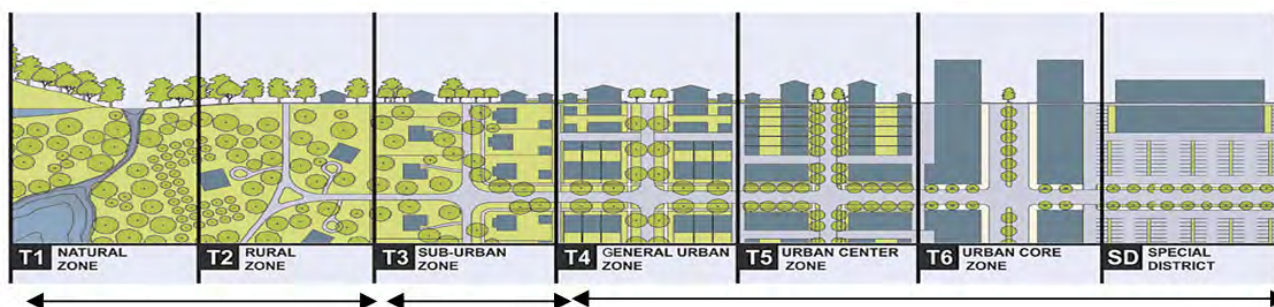 T1 NATURAL
ZONE
T2 RURAL
ZONE
T3 SUB-URBAN
ZONE
T4 GENERAL URBAN
ZONE
T5 URBAN CENTER
ZONE
T6 URBAN CORE
ZONE
SD SPECIAL
DISTRICT